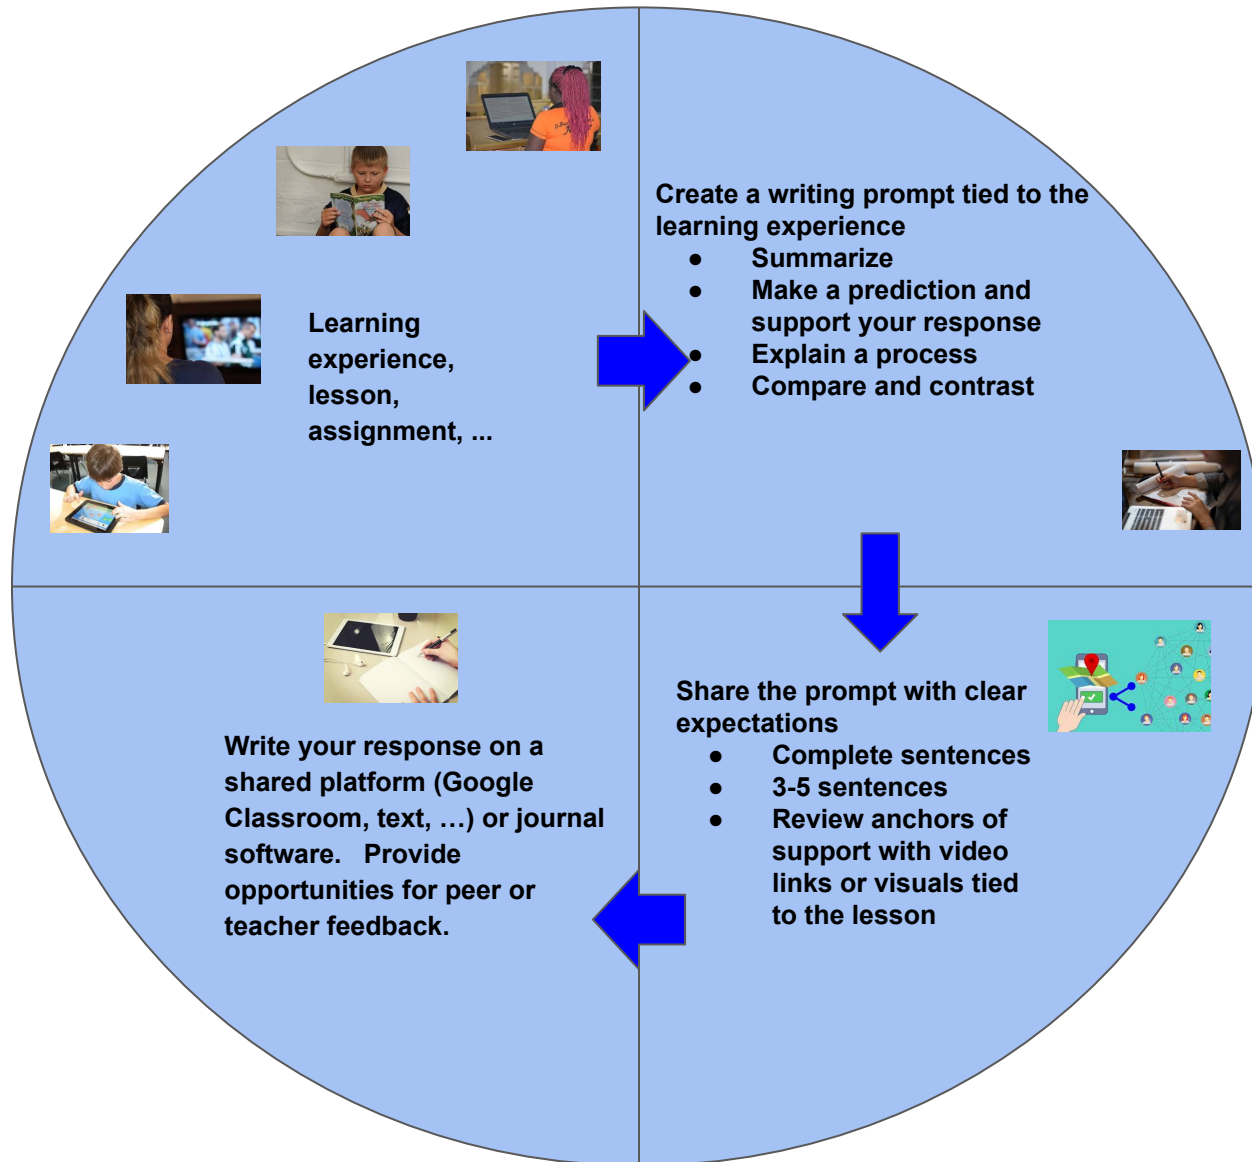 Learning
experience,
lesson,
assignment, ...
Create a writing prompt tied to the
learning experience
● Summarize
● Make a prediction and
support your response
● Explain a process
● Compare and contrast
Share the prompt with clear
expectations
● Complete sentences
● 3-5 sentences
● Review anchors of
support with video
links or visuals tied
to the lesson
Write your response on a
shared platform (Google
Classroom, text, …) or journal
software.   Provide
opportunities for peer or
teacher feedback.